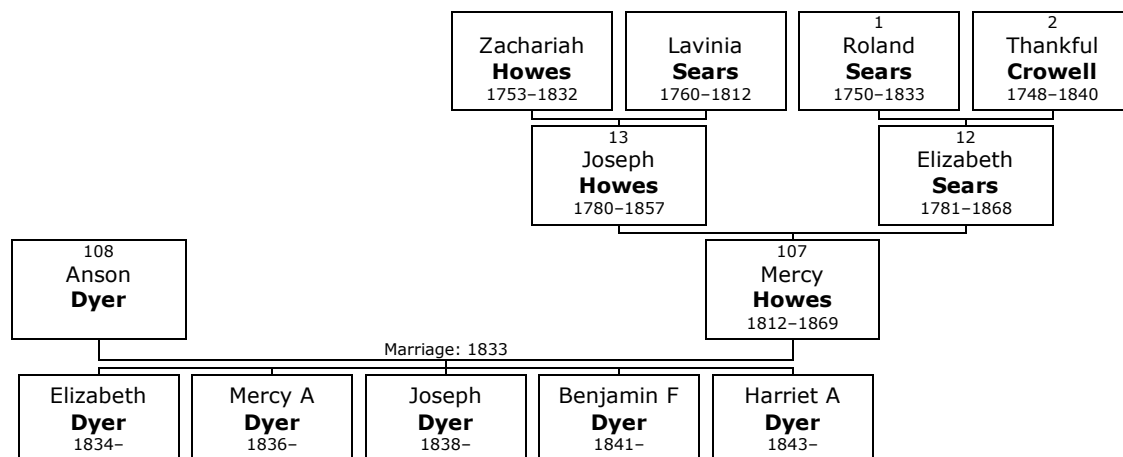 Zachariah
Howes
1753–1832
Lavinia
Sears
1760–1812
1
Roland
Sears
1750–1833
2
Thankful
Crowell
1748–1840
13
Joseph
Howes
1780–1857
12
Elizabeth
Sears
1781–1868
108
Anson
Dyer
107
Mercy
Howes
1812–1869
Marriage: 1833
Elizabeth
Dyer
1834–
Mercy A
Dyer
1836–
Joseph
Dyer
1838–
Benjamin F
Dyer
1841–
Harriet A
Dyer
1843–